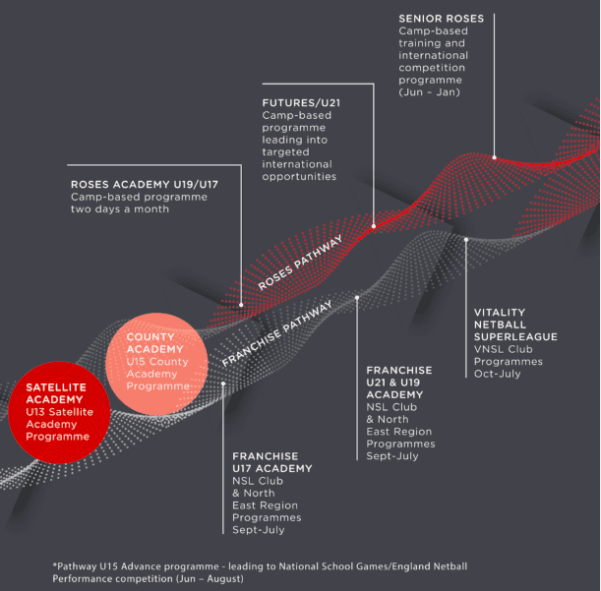 SENIOR ROSES
Camp-based
training and
international
competition
programme
(Jun – Jan)
FUTURES/U21
Camp-based
programme
leading into
targeted
international
opportunities
ROSES ACADEMY U19/U17
Camp-based programme
two days a month
ROSES PATHWAY
FRANCHISE PATHWAY
COUNTY
ACADEMY
U15 County
Academy
Programme
SATELLITE
ACADEMY
U13 Satellite
Academy
Programme
VITALITY
NETBALL
SUPERLEAGUE
VNSL Club
Programmes
Oct-July
FRANCHISE
U21 & U19
ACADEMY
NSL Club
& North
East Region
Programmes
Sept-July
FRANCHISE
U17 ACADEMY
NSL Club
& North
East Region
Programmes
Sept-July
*Pathway U15 Advance programme - leading to National School Games/England Netball
Performance competition (Jun – August)